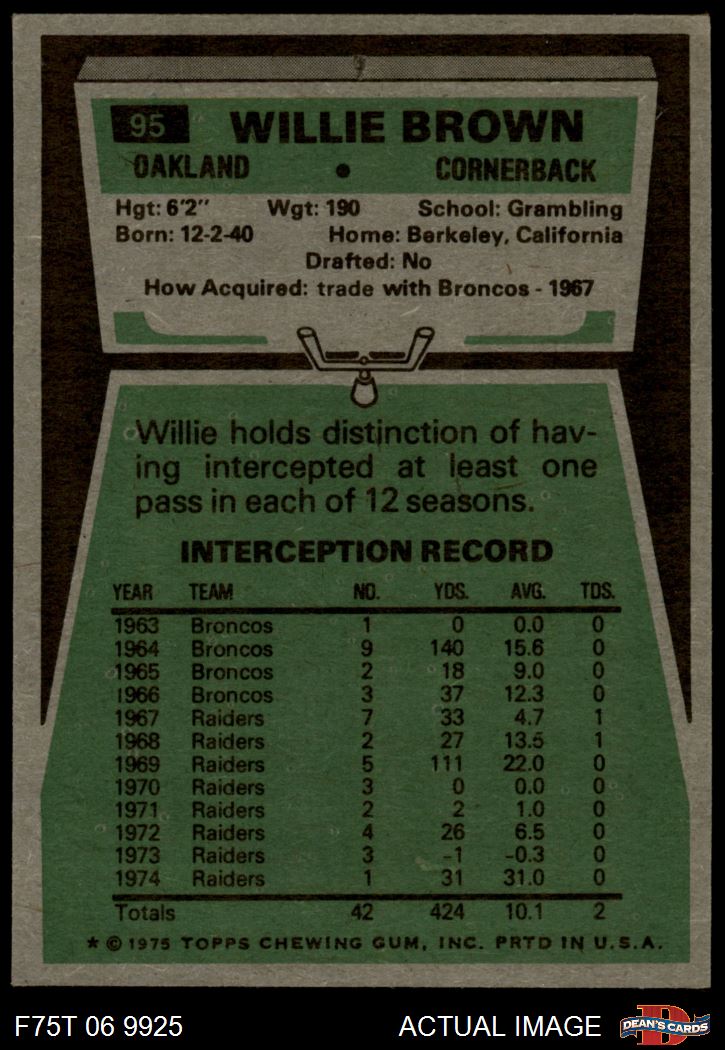 95 WILLIE BROWN
OAKLAND • CORNERBACK
Hgt: 6'2" Wgt: 190 School: Grambling
Born: 12-2-40 Home: Berkeley, California
Drafted: No
How Acquired: trade with Broncos - 1967
Willie holds distinction of hav-
ing intercepted at least one
pass in each of 12 seasons.
INTERCEPTION RECORD
YEAR TEAM NO. YDS. AVG. TDS.
1963 Broncos 1 0 0.0 0
1964 Broncos 9 140 15.6 0
1965 Broncos 2 18 9.0 0
1966 Broncos 3 37 12.3 0
1967 Raiders 7 33 4.7 1
1968 Raiders 2 27 13.5 1
1969 Raiders 5 111 22.0 0
1970 Raiders 3 0 0.0 0
1971 Raiders 2 2 1.0 0
1972 Raiders 4 26 6.5 0
1973 Raiders 3 -1 -0.3 0
1974 Raiders 1 31 31.0 0
Totals 42 424 10.1 2
* © 1975 TOPPS CHEWING GUM, INC. PRTD IN U.S.A.
F75T 06 9925 ACTUAL IMAGE D DEAN'S CARDS